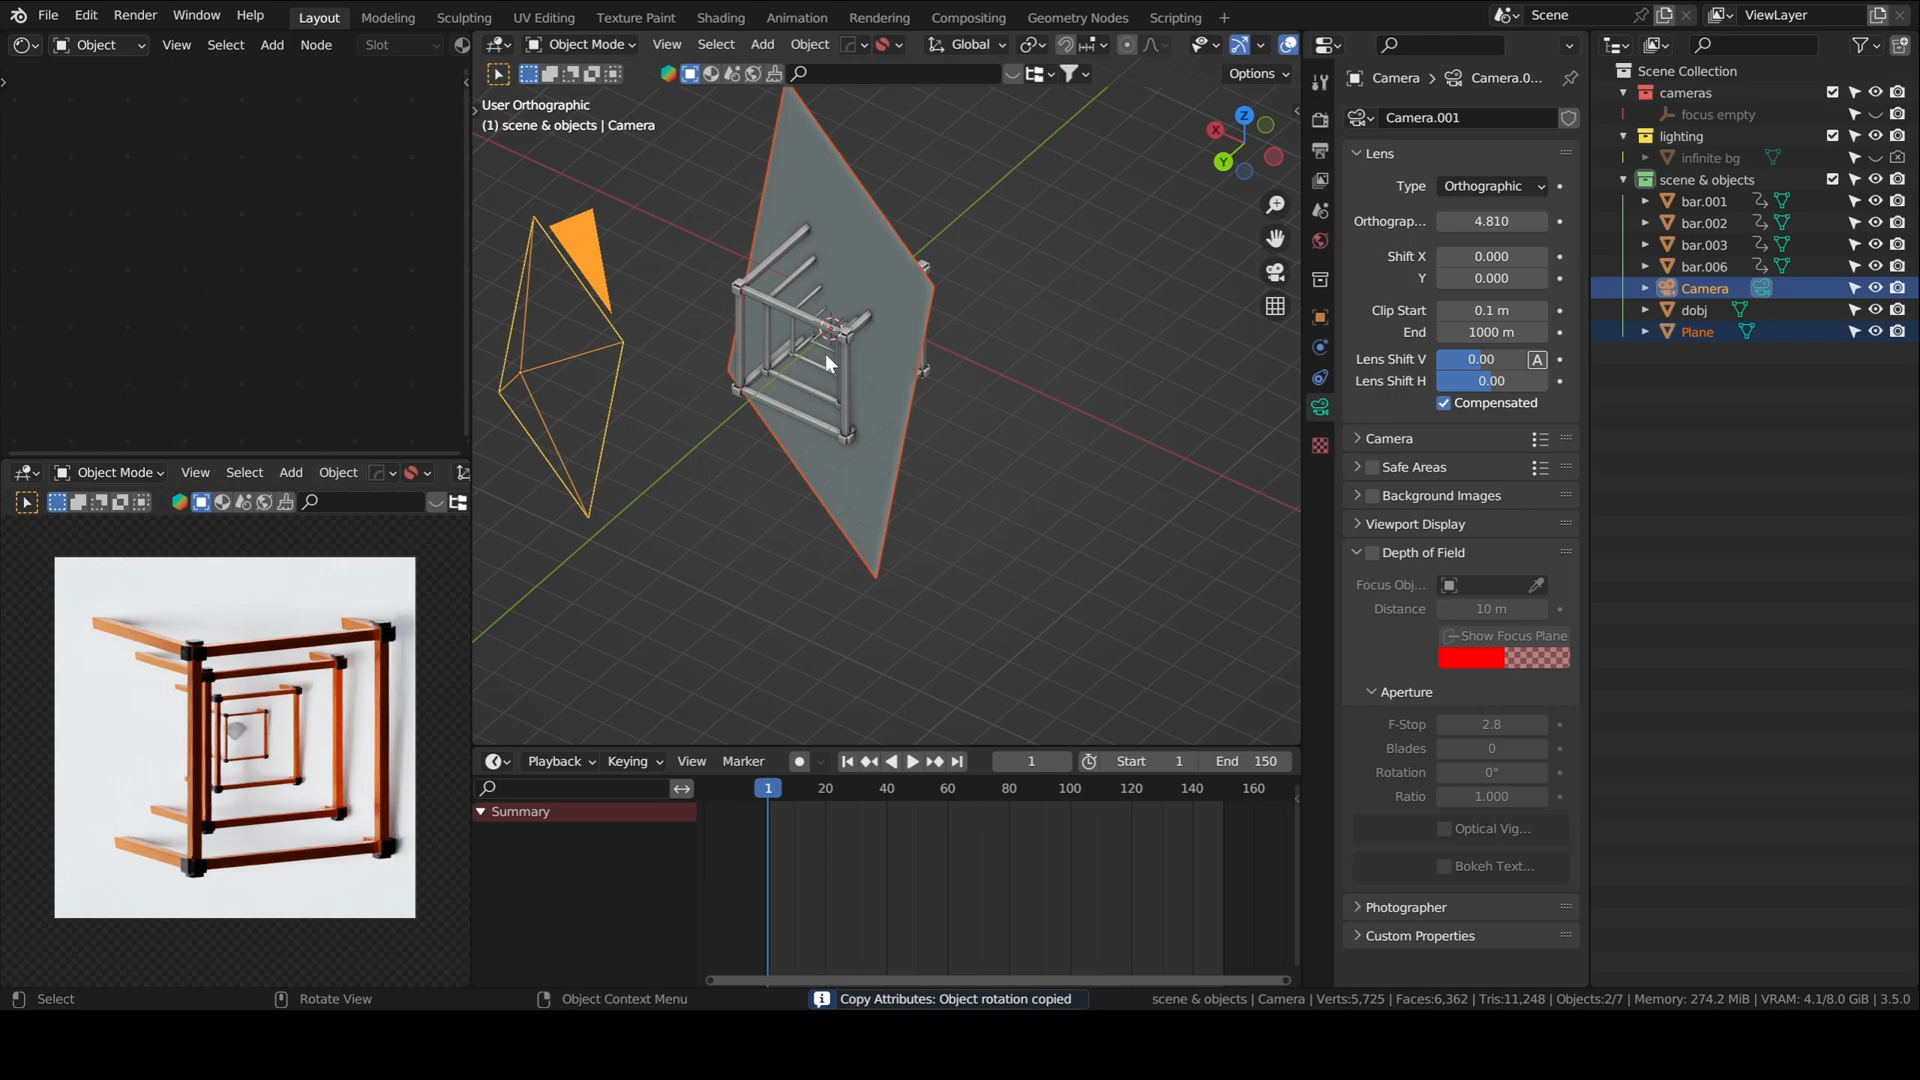 File Edit Render Window Help Layout Modeling Sculpting UV Editing Texture Paint Shading Animation Rendering Compositing Geometry Nodes Scripting + Scene ViewLayer
Object View Select Add Node Slot
Object Mode View Select Add Object Global
Options
User Orthographic
(1) scene & objects | Camera
X Y Z
Object Mode View Select Add Object
Playback Keying View Marker 1 Start 1 End 150
1 20 40 60 80 100 120 140 160
Summary
Camera > Camera.0...
Camera.001
Lens
Type Orthographic
Orthograp... 4.810
Shift X 0.000
Y 0.000
Clip Start 0.1 m
End 1000 m
Lens Shift V 0.00 A
Lens Shift H 0.00
Compensated
Camera
Safe Areas
Background Images
Viewport Display
Depth of Field
Focus Obj...
Distance 10 m
Show Focus Plane
Aperture
F-Stop 2.8
Blades 0
Rotation 0°
Ratio 1.000
Optical Vig...
Bokeh Text...
Photographer
Custom Properties
Scene Collection
cameras
focus empty
lighting
infinite bg
scene & objects
bar.001
bar.002
bar.003
bar.006
Camera
dobj
Plane
Select Rotate View Object Context Menu Copy Attributes: Object rotation copied scene & objects | Camera | Verts:5,725 | Faces:6,362 | Tris:11,248 | Objects:2/7 | Memory: 274.2 MiB | VRAM: 4.1/8.0 GiB | 3.5.0